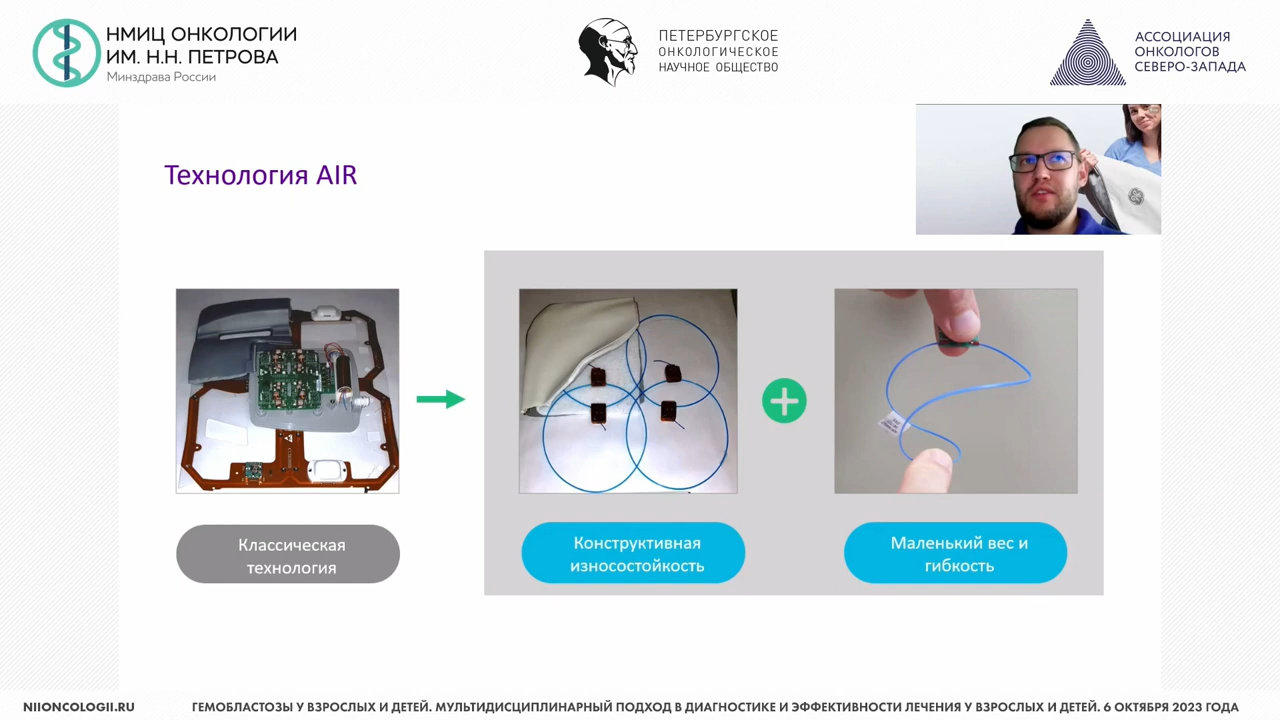 НМИЦ ОНКОЛОГИИ
ИМ. Н.Н. ПЕТРОВА
Минздрава России
ПЕТЕРБУРГСКОЕ
ОНКОЛОГИЧЕСКОЕ
НАУЧНОЕ ОБЩЕСТВО
АССОЦИАЦИЯ
ОНКОЛОГОВ
СЕВЕРО-ЗАПАДА
Технология AIR
Классическая
технология
Конструктивная
износостойкость
Маленький вес и
гибкость
NIIONCOLOGII.RU
ГЕМОБЛАСТОЗЫ У ВЗРОСЛЫХ И ДЕТЕЙ. МУЛЬТИДИСЦИПЛИНАРНЫЙ ПОДХОД В ДИАГНОСТИКЕ И ЭФФЕКТИВНОСТИ ЛЕЧЕНИЯ У ВЗРОСЛЫХ И ДЕТЕЙ. 6 ОКТЯБРЯ 2023 ГОДА